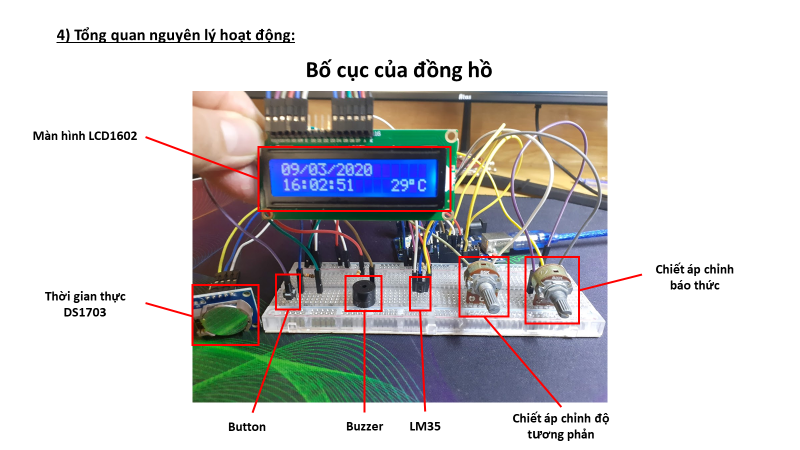 4) Tổng quan nguyên lý hoạt động:
Bố cục của đồng hồ
Màn hình LCD1602
09/03/2020
16:02:51 29°C
Thời gian thực
DS1703
Chiết áp chỉnh
báo thức
Button
Buzzer
LM35
Chiết áp chỉnh độ
tương phản